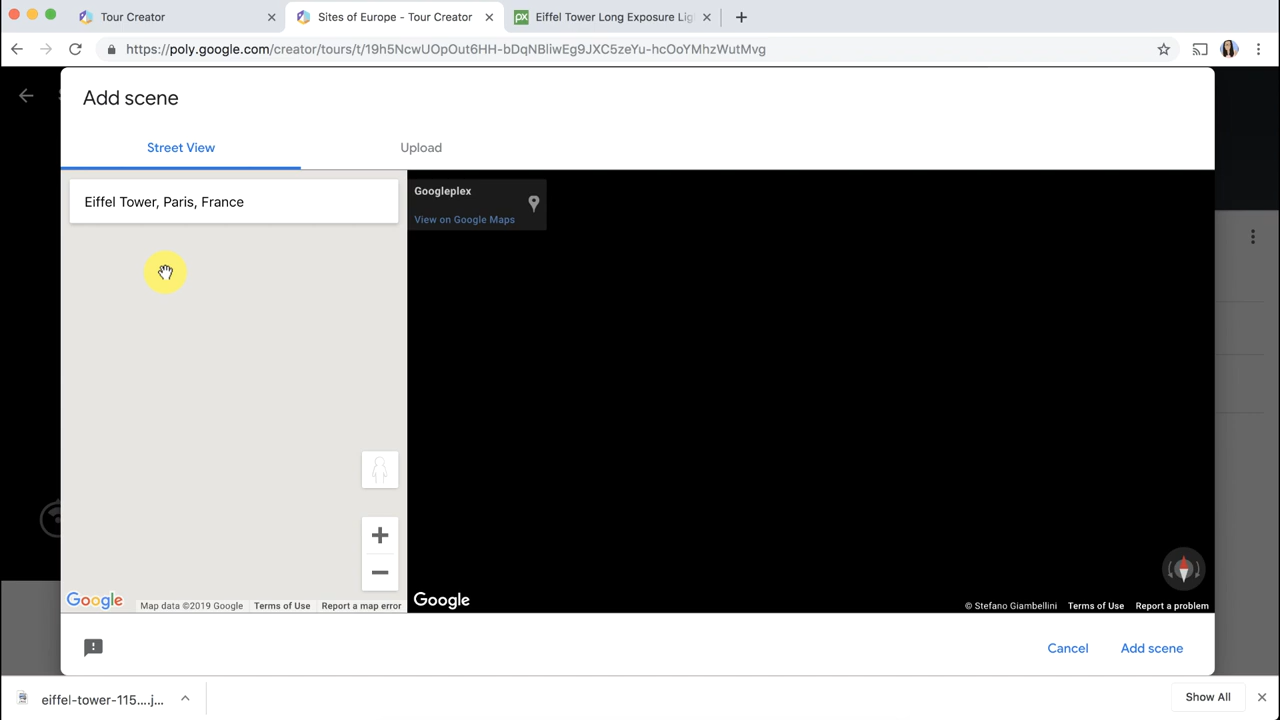 Tour Creator
Sites of Europe - Tour Creator
Eiffel Tower Long Exposure Lig
https://poly.google.com/creator/tours/t/19h5NcwUOpOut6HH-bDqNBliwEg9JXC5zeYu-hcOoYMhzWutMvg
Add scene
Street View
Upload
Eiffel Tower, Paris, France
Googleplex
View on Google Maps
Google
Map data ©2019 Google
Terms of Use
Report a map error
Google
© Stefano Giambellini
Terms of Use
Report a problem
Cancel
Add scene
eiffel-tower-115....j...
Show All